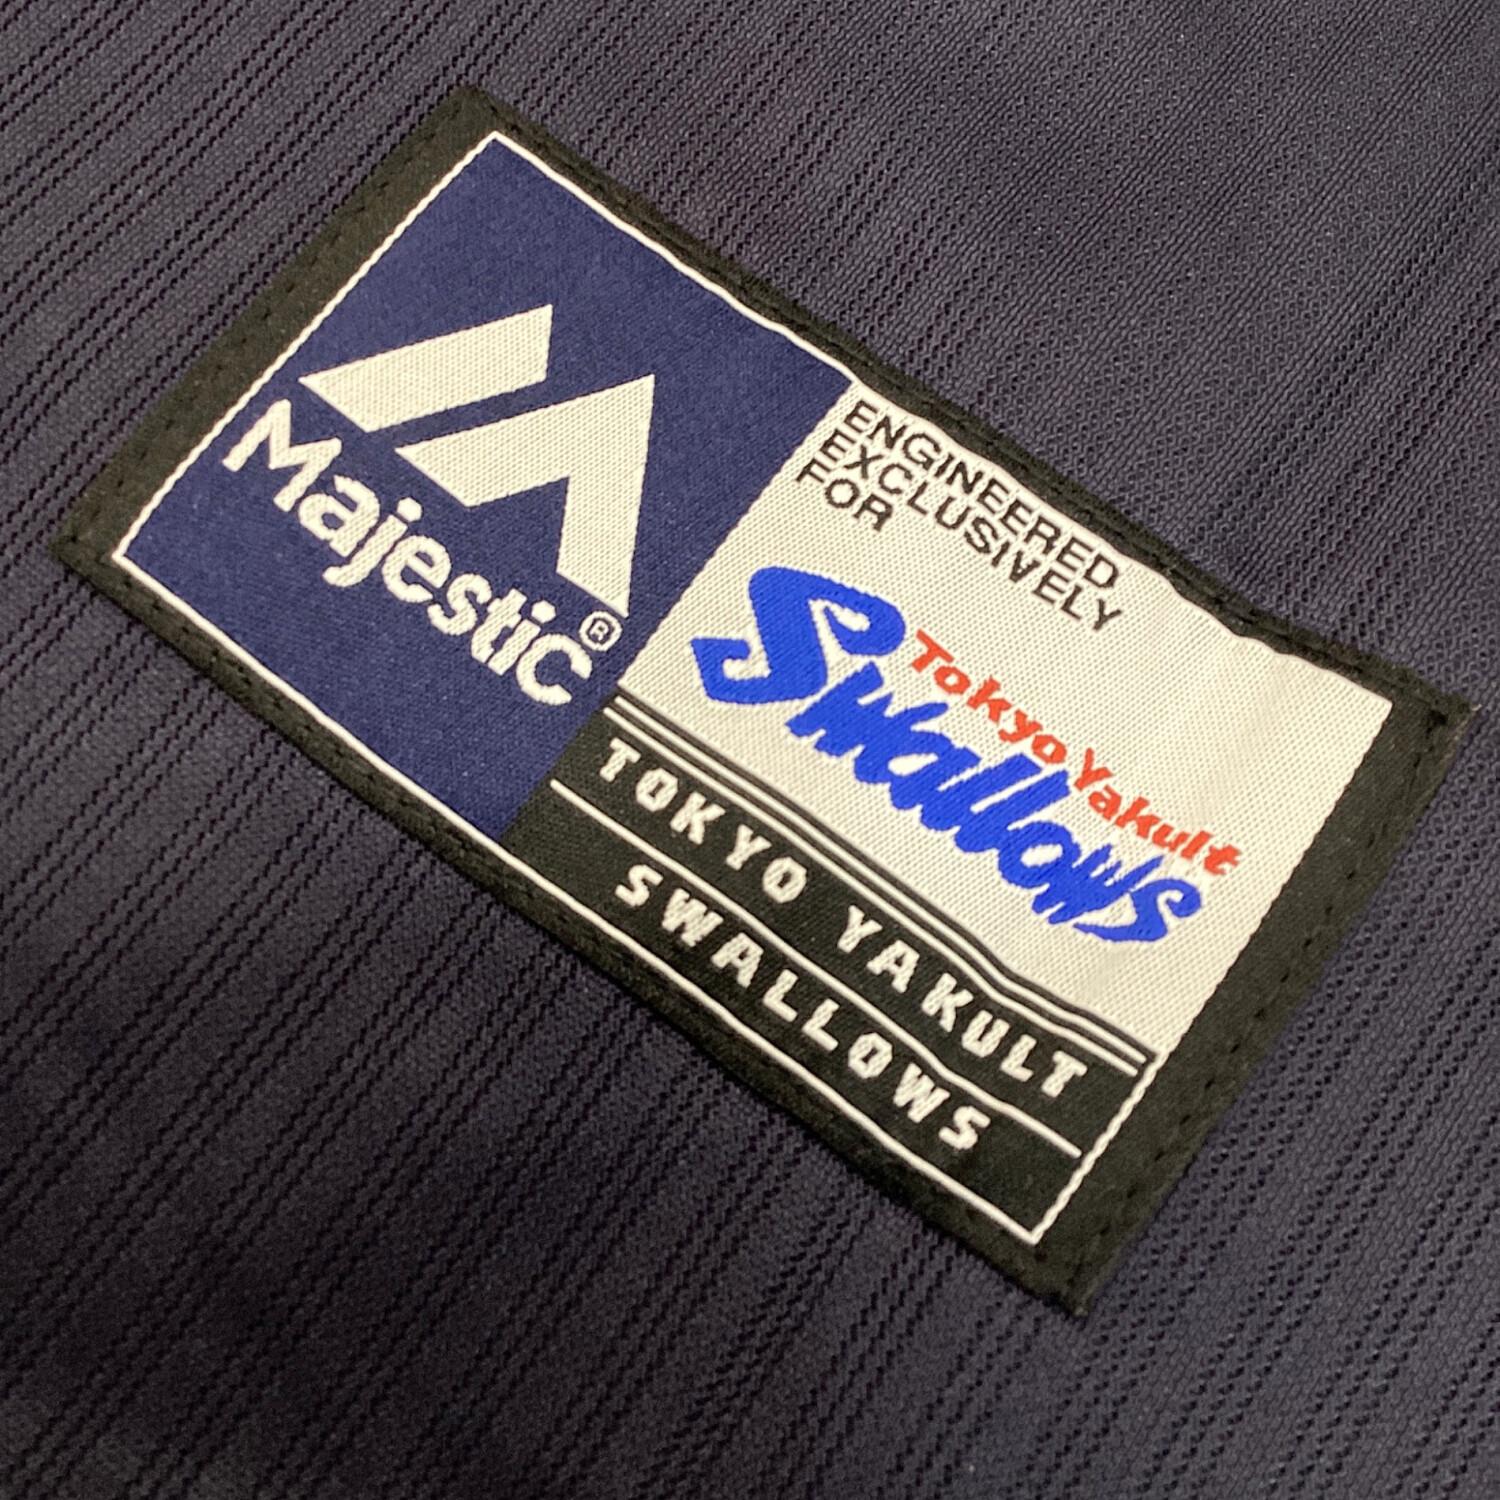 Majestic®
ENGINEERED
EXCLUSIVELY
FOR
Tokyo Yakult
Swallows
TOKYO YAKULT
SWALLOWS